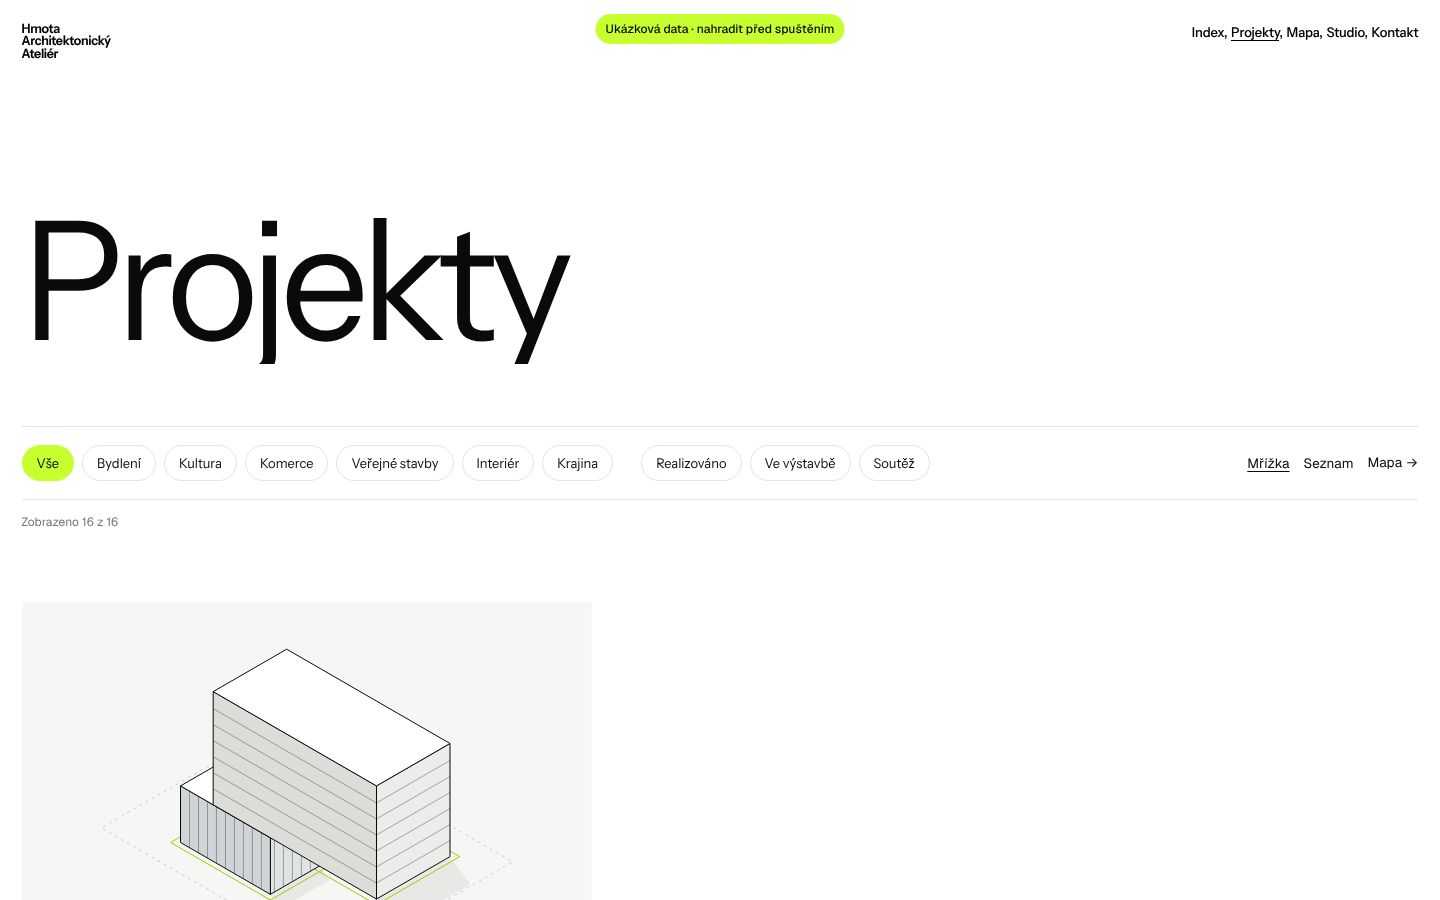 Hmota
Architektonický
Ateliér
Ukázková data · nahradit před spuštěním
Index, Projekty, Mapa, Studio, Kontakt
Projekty
Vše Bydlení Kultura Komerce Veřejné stavby Interiér Krajina Realizováno Ve výstavbě Soutěž Mřížka Seznam Mapa →
Zobrazeno 16 z 16